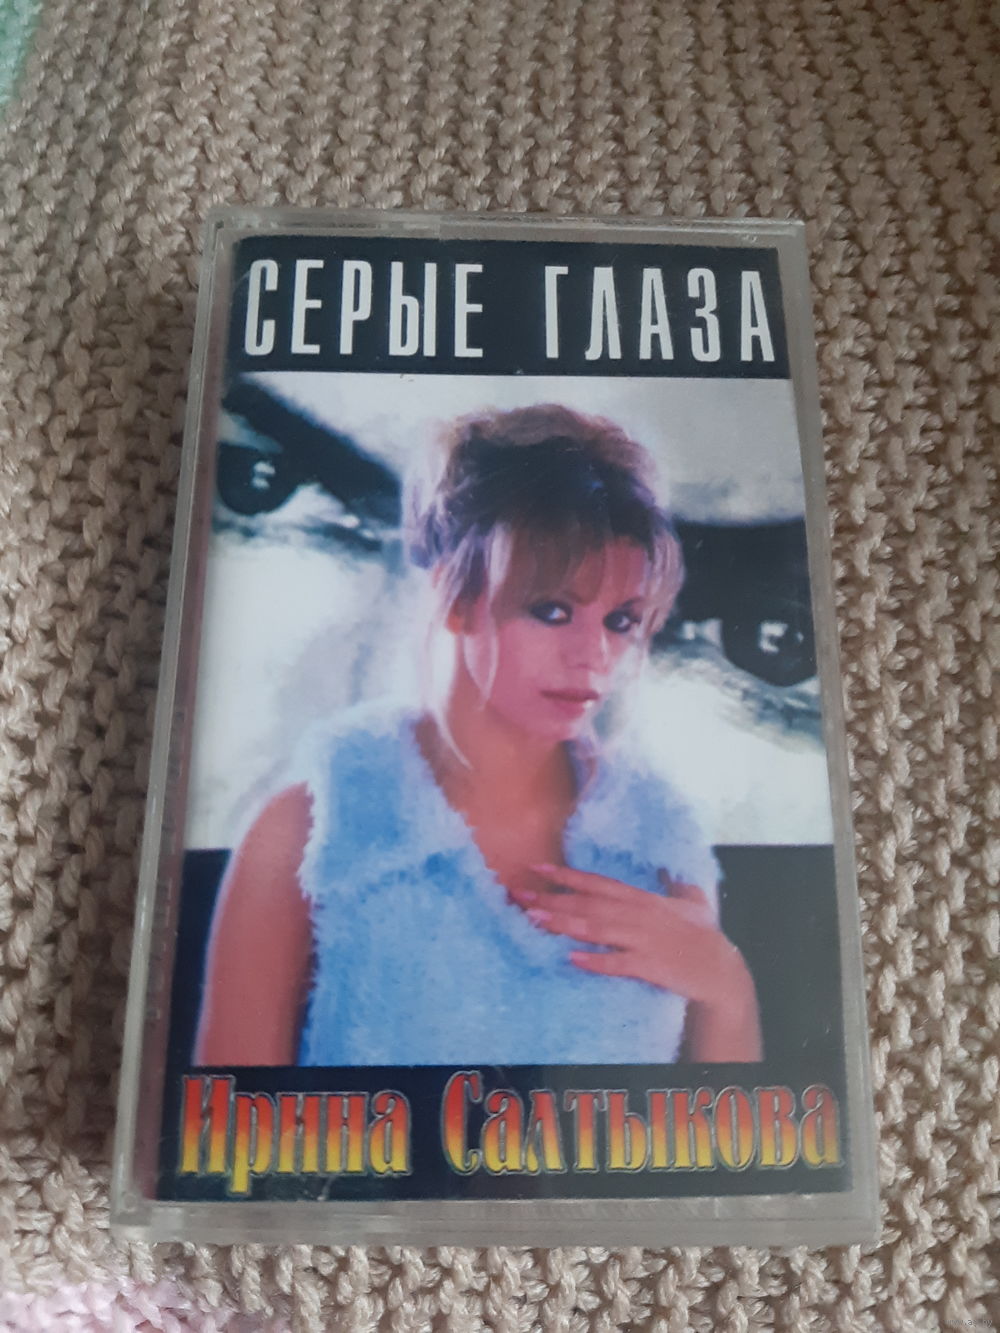 СЕРЫЕ ГЛАЗА
Ирина Салтыкова